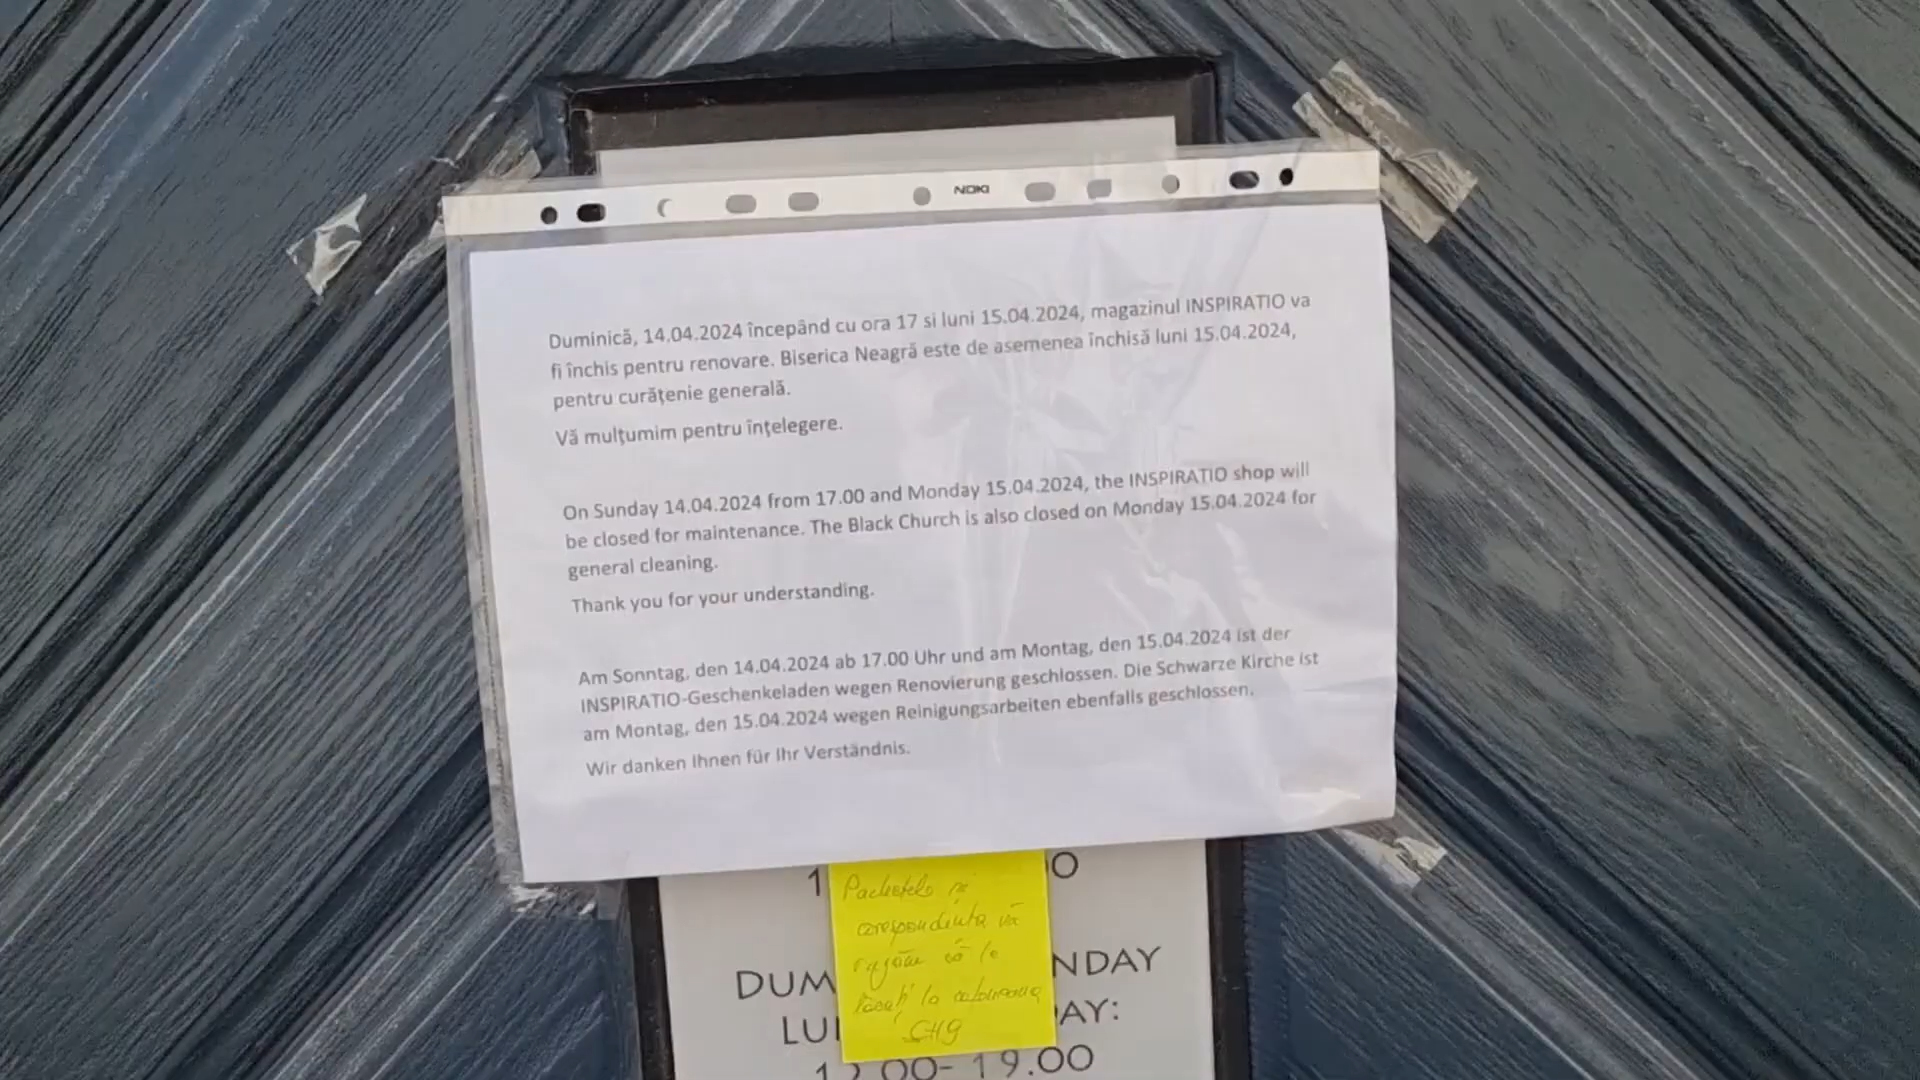 NOKI
Duminică, 14.04.2024 începând cu ora 17 si luni 15.04.2024, magazinul INSPIRATIO va
fi închis pentru renovare. Biserica Neagră este de asemenea închisă luni 15.04.2024,
pentru curățenie generală.
Vă mulțumim pentru înțelegere.
On Sunday 14.04.2024 from 17.00 and Monday 15.04.2024, the INSPIRATIO shop will
be closed for maintenance. The Black Church is also closed on Monday 15.04.2024 for
general cleaning.
Thank you for your understanding.
Am Sonntag, den 14.04.2024 ab 17.00 Uhr und am Montag, den 15.04.2024 ist der
INSPIRATIO-Geschenkeladen wegen Renovierung geschlossen. Die Schwarze Kirche ist
am Montag, den 15.04.2024 wegen Reinigungsarbeiten ebenfalls geschlossen.
Wir danken Ihnen für Ihr Verständnis.
Pachetele și
corespondența vă
rugăm să le
lăsați la
DUM NDAY
LU AY:
19.00